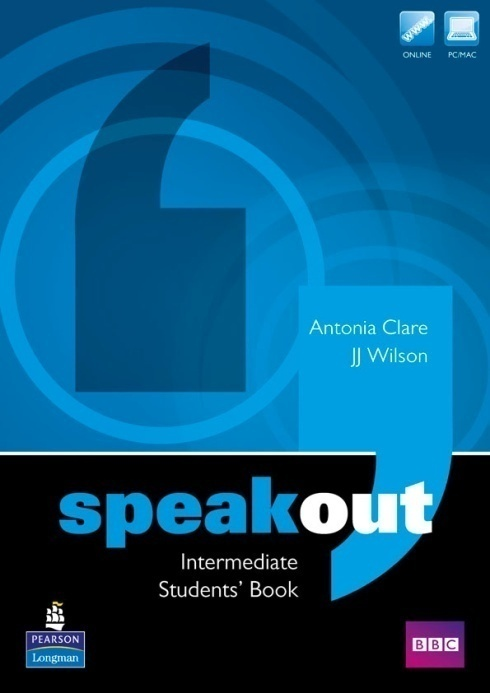 www
ONLINE
PC/MAC
Antonia Clare
JJ Wilson
speakout
Intermediate
Students' Book
PEARSON
Longman
BBC